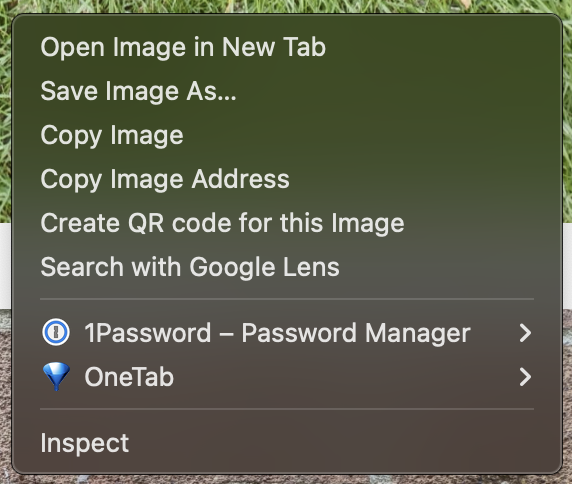 Open Image in New Tab
Save Image As...
Copy Image
Copy Image Address
Create QR code for this Image
Search with Google Lens
1Password – Password Manager
OneTab
Inspect